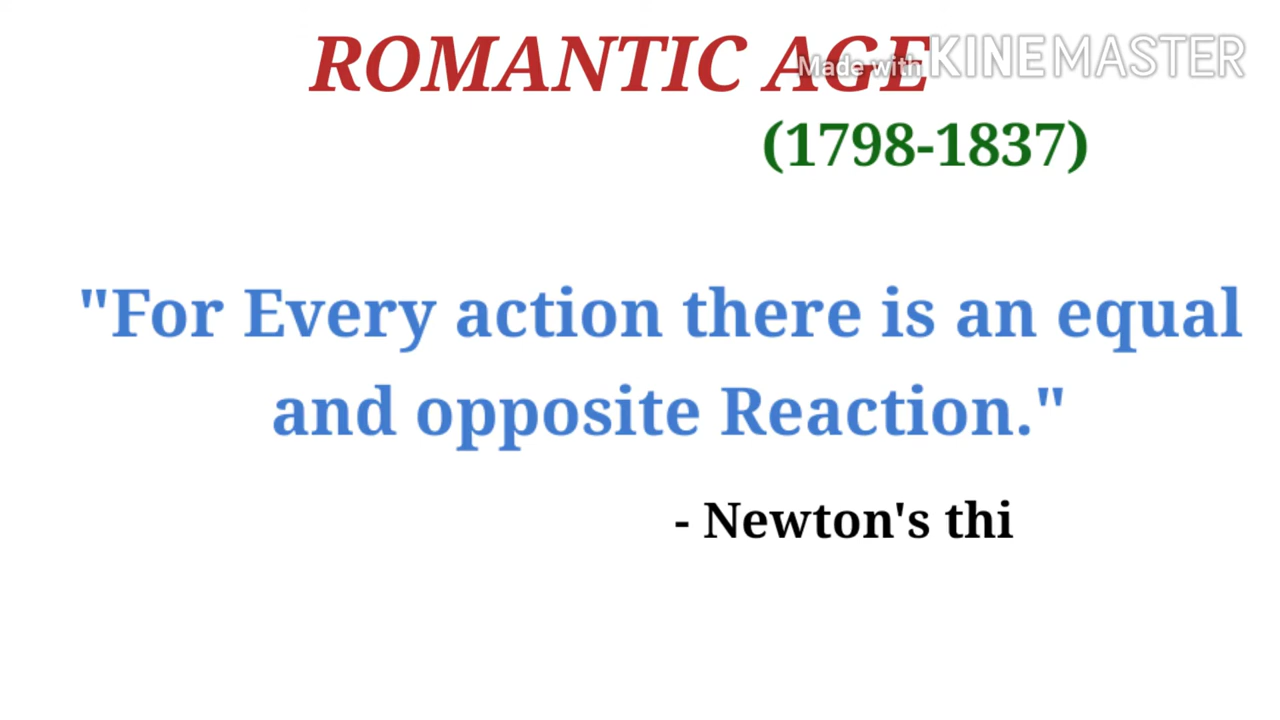 ROMANTIC AGE
Made with KINEMASTER
(1798-1837)
"For Every action there is an equal
and opposite Reaction."
- Newton's thi